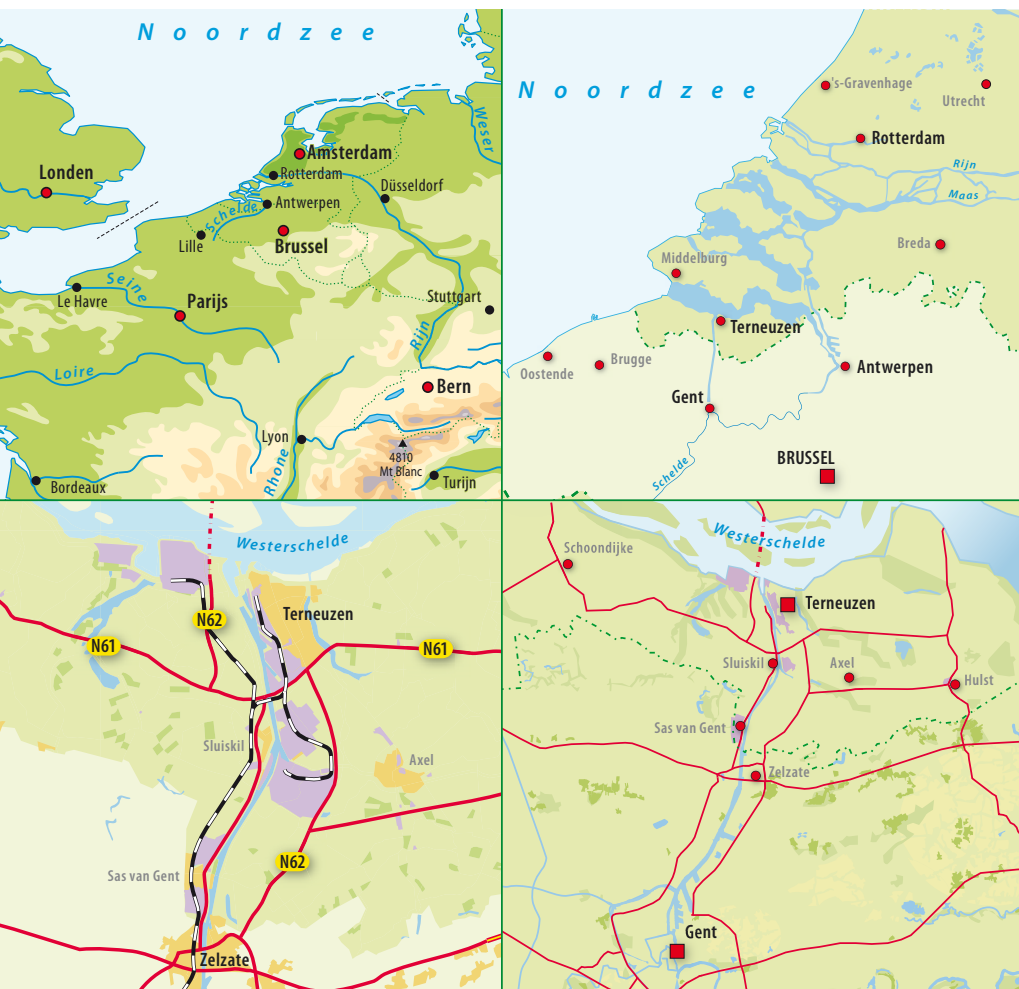 Noordzee
Weser
Londen
Amsterdam
Rotterdam
Düsseldorf
Schelde
Antwerpen
Lille
Brussel
Seine
Le Havre
Parijs
Stuttgart
Rijn
Loire
Bern
Lyon
4810
Mt Blanc
Rhone
Turijn
Bordeaux
Noordzee
's-Gravenhage
Utrecht
Rotterdam
Rijn
Maas
Breda
Middelburg
Terneuzen
Brugge
Oostende
Antwerpen
Gent
BRUSSEL
Schelde
Westerschelde
Terneuzen
N62
N61
N61
Sluiskil
Axel
N62
Sas van Gent
Zelzate
Westerschelde
Schoondijke
Terneuzen
Sluiskil
Axel
Hulst
Sas van Gent
Zelzate
Gent